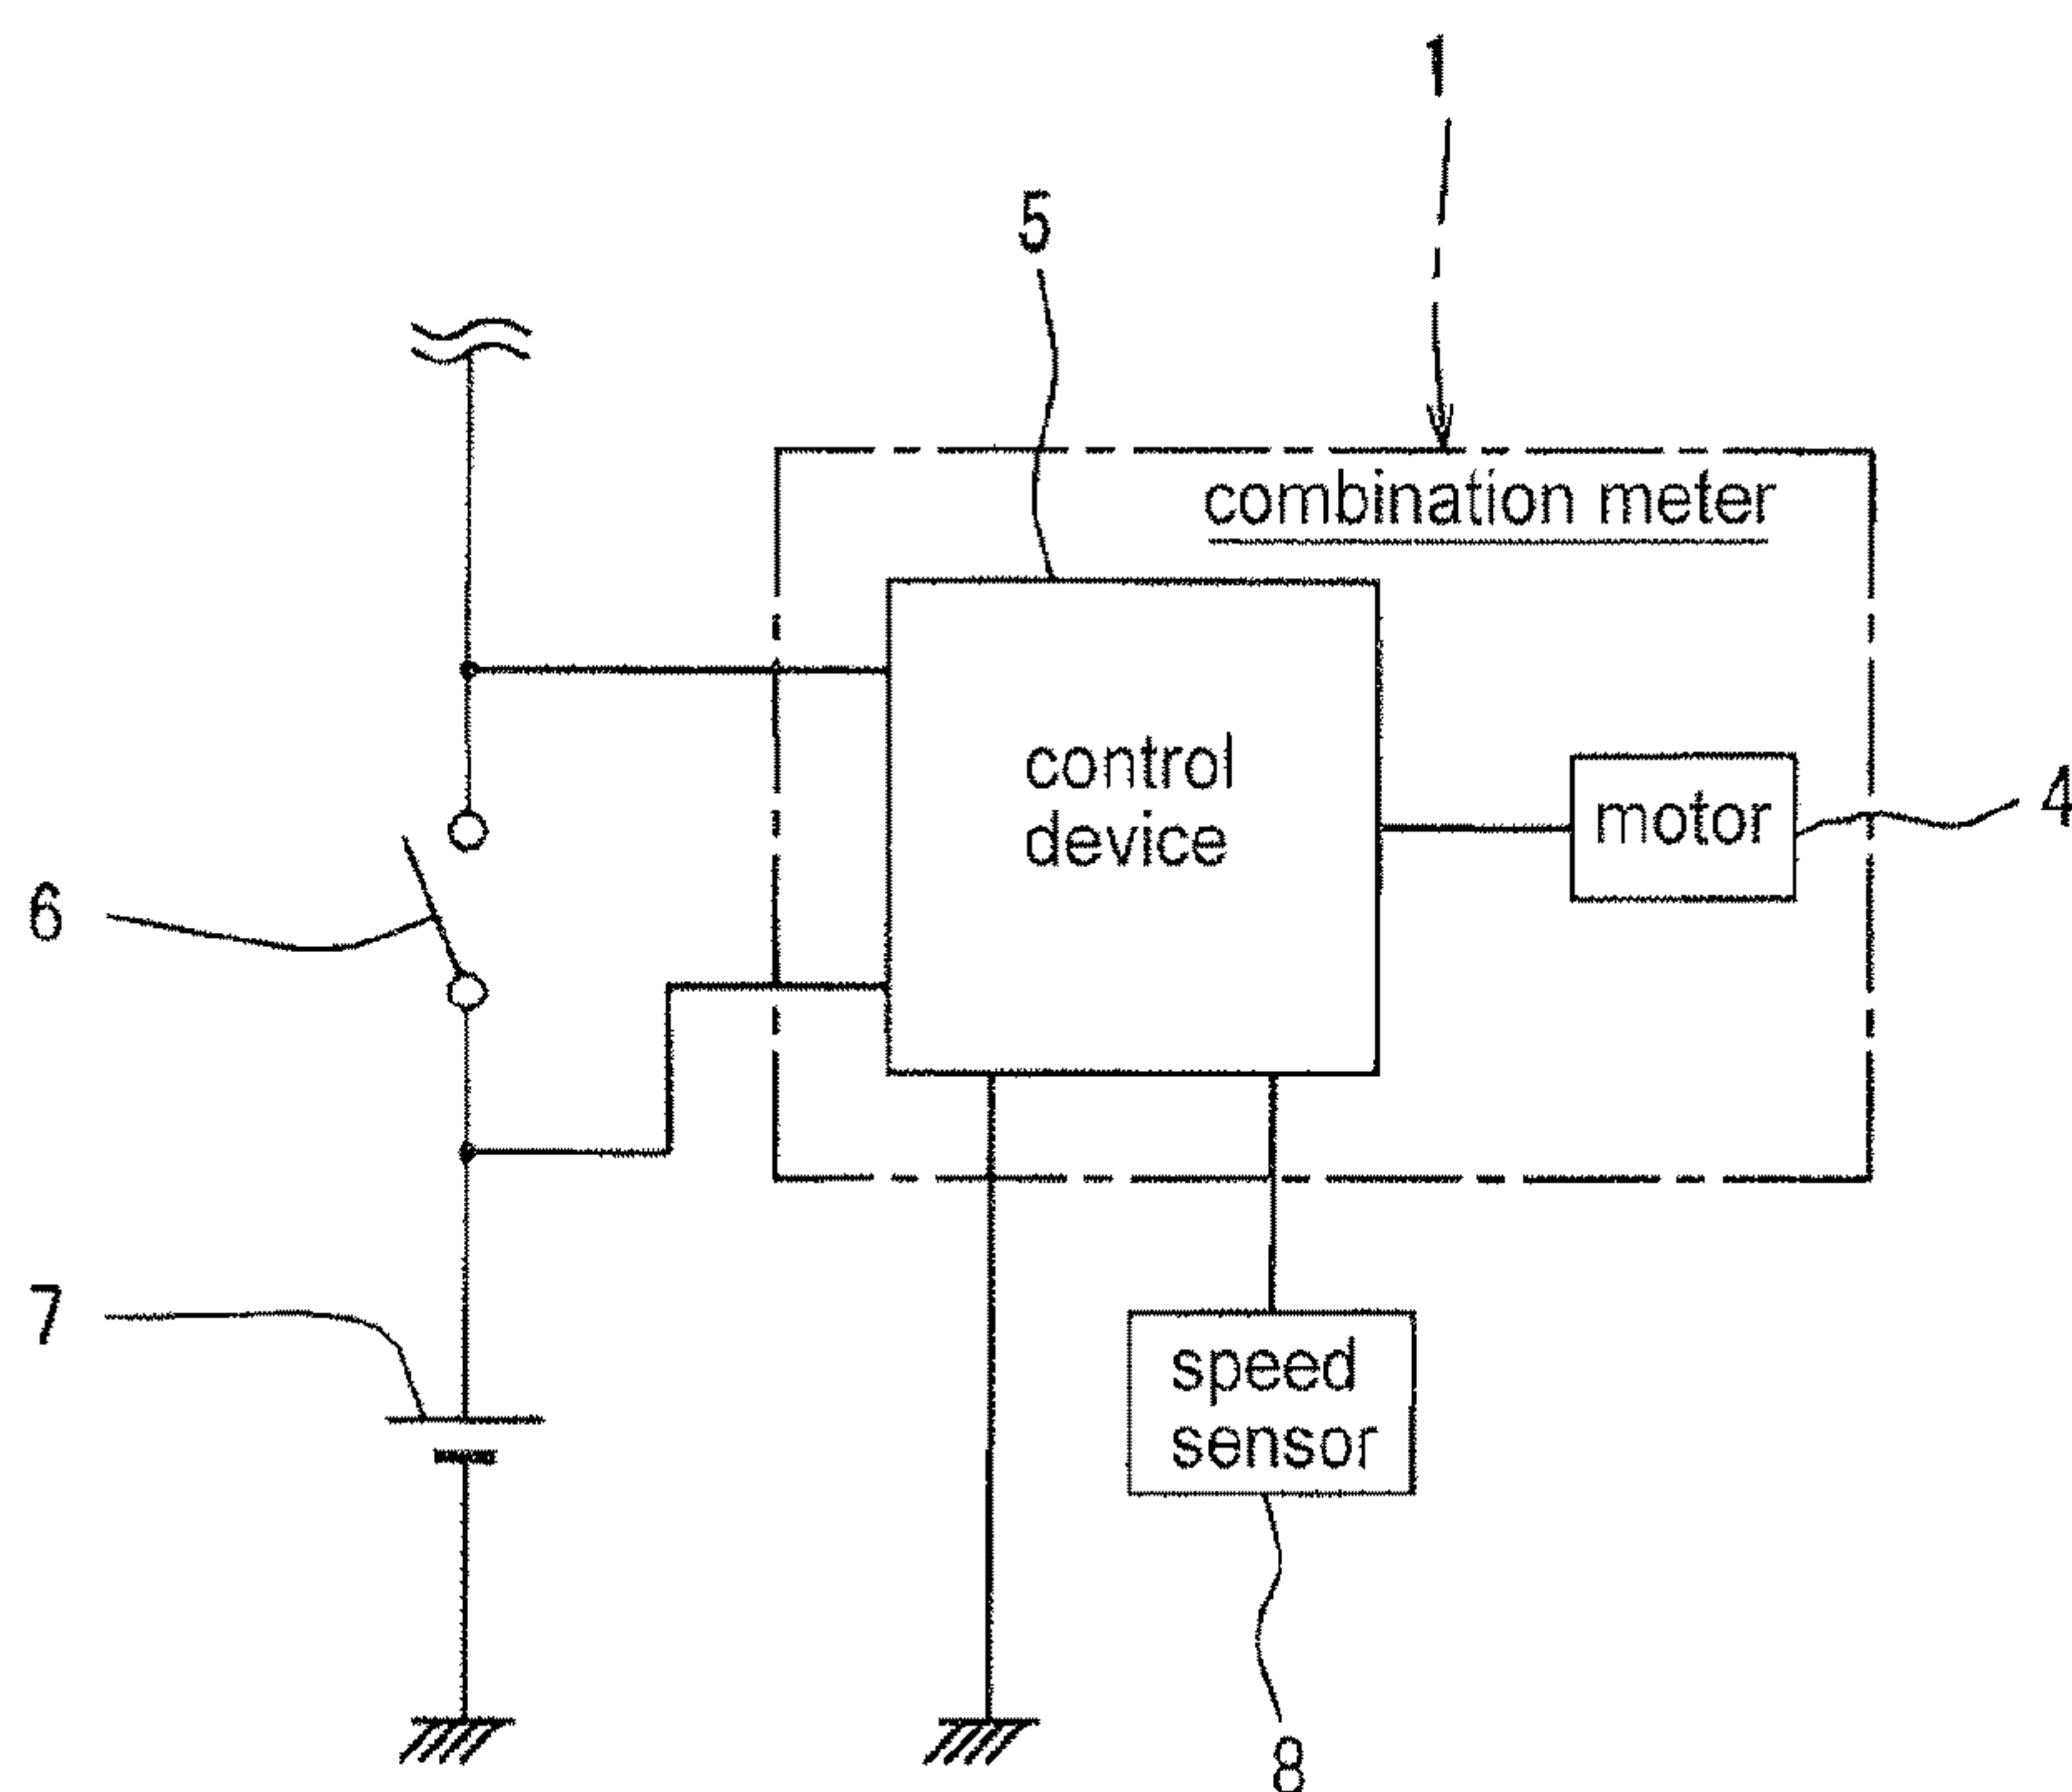 1
5
combination meter
control
device
motor
4
6
7
speed
sensor
8